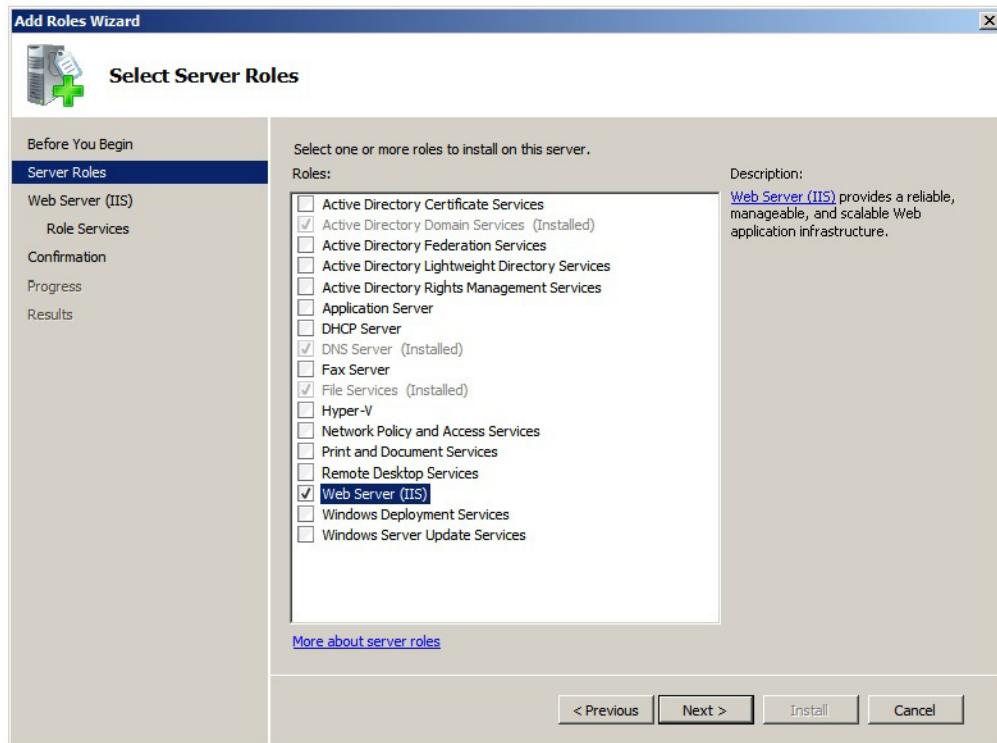 Add Roles Wizard
Select Server Roles
Before You Begin
Server Roles
Web Server (IIS)
Role Services
Confirmation
Progress
Results
Select one or more roles to install on this server.
Roles:
Active Directory Certificate Services
Active Directory Domain Services (Installed)
Active Directory Federation Services
Active Directory Lightweight Directory Services
Active Directory Rights Management Services
Application Server
DHCP Server
DNS Server (Installed)
Fax Server
File Services (Installed)
Hyper-V
Network Policy and Access Services
Print and Document Services
Remote Desktop Services
Web Server (IIS)
Windows Deployment Services
Windows Server Update Services
More about server roles
Description:
Web Server (IIS) provides a reliable,
manageable, and scalable Web
application infrastructure.
< Previous
Next >
Install
Cancel